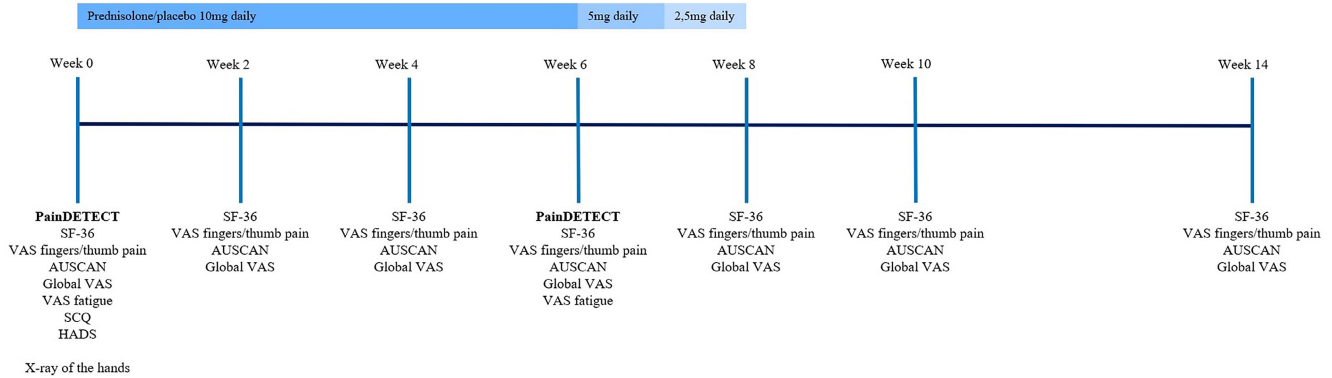 Prednisolone/placebo 10mg daily
5mg daily
2,5mg daily
Week 0
Week 2
Week 4
Week 6
Week 8
Week 10
Week 14
PainDETECT
SF-36
VAS fingers/thumb pain
AUSCAN
Global VAS
VAS fatigue
SCQ
HADS
X-ray of the hands
SF-36
VAS fingers/thumb pain
AUSCAN
Global VAS
SF-36
VAS fingers/thumb pain
AUSCAN
Global VAS
PainDETECT
SF-36
VAS fingers/thumb pain
AUSCAN
Global VAS
VAS fatigue
SF-36
VAS fingers/thumb pain
AUSCAN
Global VAS
SF-36
VAS fingers/thumb pain
AUSCAN
Global VAS
SF-36
VAS fingers/thumb pain
AUSCAN
Global VAS